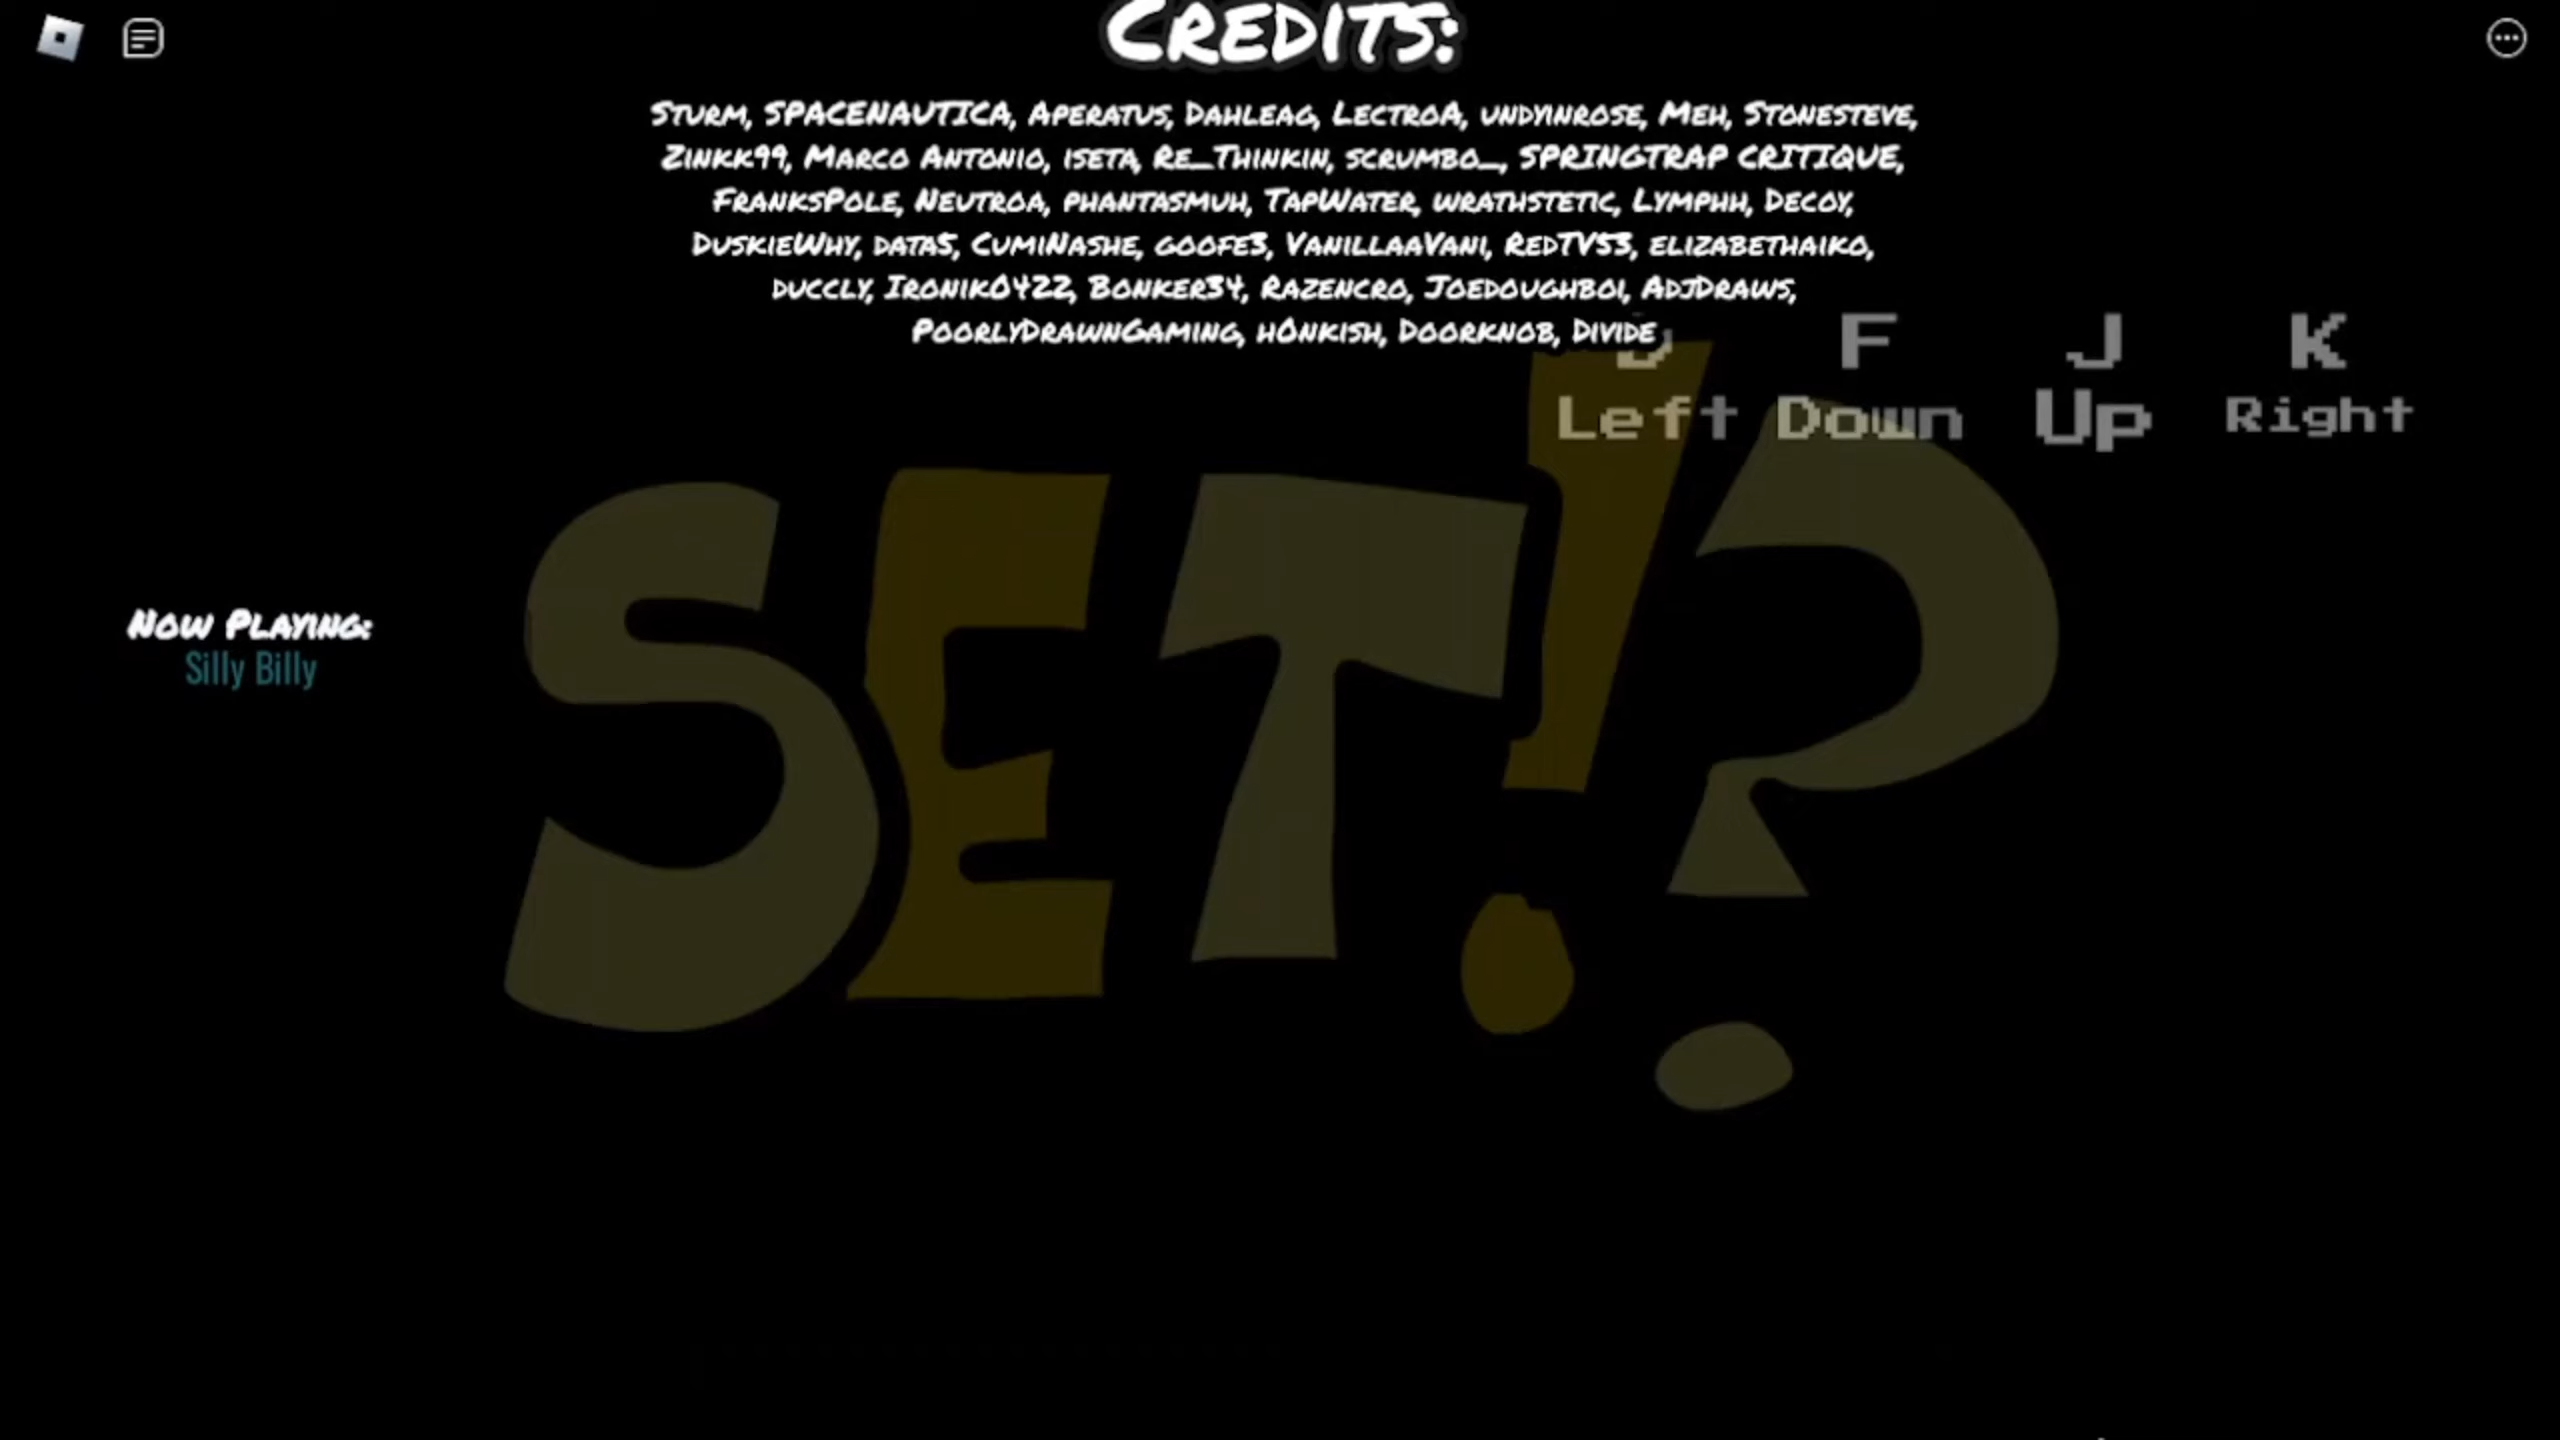 CREDITS:
STURM, SPACENAUTICA, APERATUS, DAHLEAG, LECTROA, UNDYINROSE, MEH, STONESTEVE,
ZINKK99, MARCO ANTONIO, ISETA, RE_THINKIN, SCRUMBO_, SPRINGTRAP CRITIQUE,
FRANKSPOLE, NEUTROA, PHANTASMUH, TAPWATER, WRATHSTETIC, LYMPHH, DECOY,
DUSKIEWHY, DATA5, CUMINASHE, GOOFE3, VANILLAAVANI, REDTV53, ELIZABETHAIKO,
DUCCLY, IRONIK0422, BONKER34, RAZENCRO, JOEDOUGHBOI, ADJDRAWS,
POORLYDRAWNGAMING, H0NKISH, DOORKNOB, DIVIDE
D F J K
Left Down Up Right
SET!?
NOW PLAYING:
Silly Billy